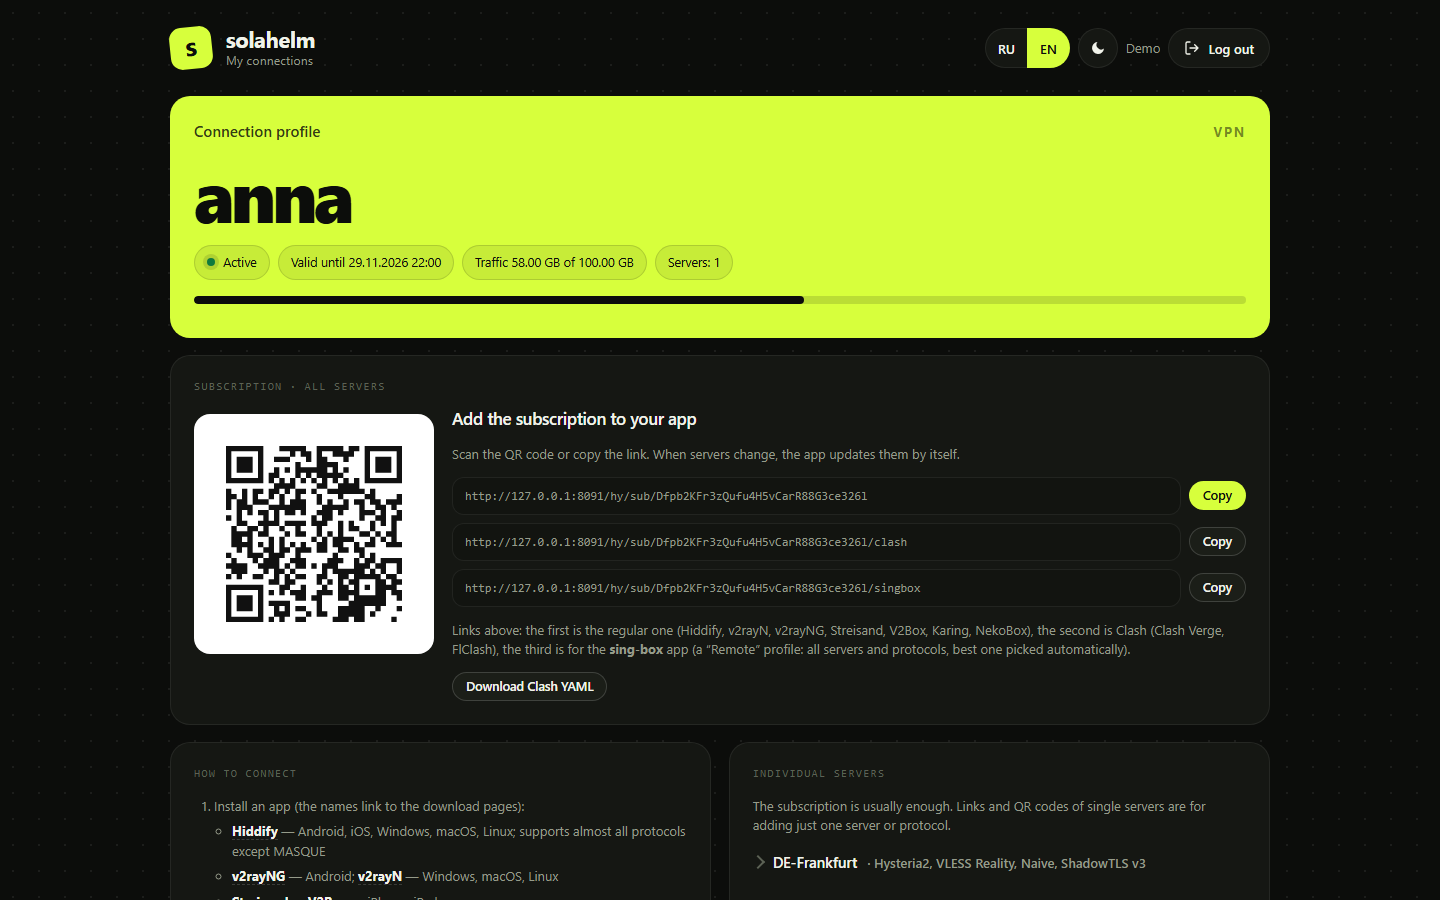 S
solahelm
My connections
RU EN Demo Log out
Connection profile VPN
anna
Active Valid until 29.11.2026 22:00 Traffic 58.00 GB of 100.00 GB Servers: 1
SUBSCRIPTION · ALL SERVERS
Add the subscription to your app
Scan the QR code or copy the link. When servers change, the app updates them by itself.
http://127.0.0.1:8091/hy/sub/Dfpb2KFr3zQufu4H5vCarR88G3ce326l Copy
http://127.0.0.1:8091/hy/sub/Dfpb2KFr3zQufu4H5vCarR88G3ce326l/clash Copy
http://127.0.0.1:8091/hy/sub/Dfpb2KFr3zQufu4H5vCarR88G3ce326l/singbox Copy
Links above: the first is the regular one (Hiddify, v2rayN, v2rayNG, Streisand, V2Box, Karing, NekoBox), the second is Clash (Clash Verge,
FlClash), the third is for the sing-box app (a “Remote” profile: all servers and protocols, best one picked automatically).
Download Clash YAML
HOW TO CONNECT
1. Install an app (the names link to the download pages):
Hiddify — Android, iOS, Windows, macOS, Linux; supports almost all protocols
except MASQUE
v2rayNG — Android; v2rayN — Windows, macOS, Linux
INDIVIDUAL SERVERS
The subscription is usually enough. Links and QR codes of single servers are for
adding just one server or protocol.
DE-Frankfurt · Hysteria2, VLESS Reality, Naive, ShadowTLS v3